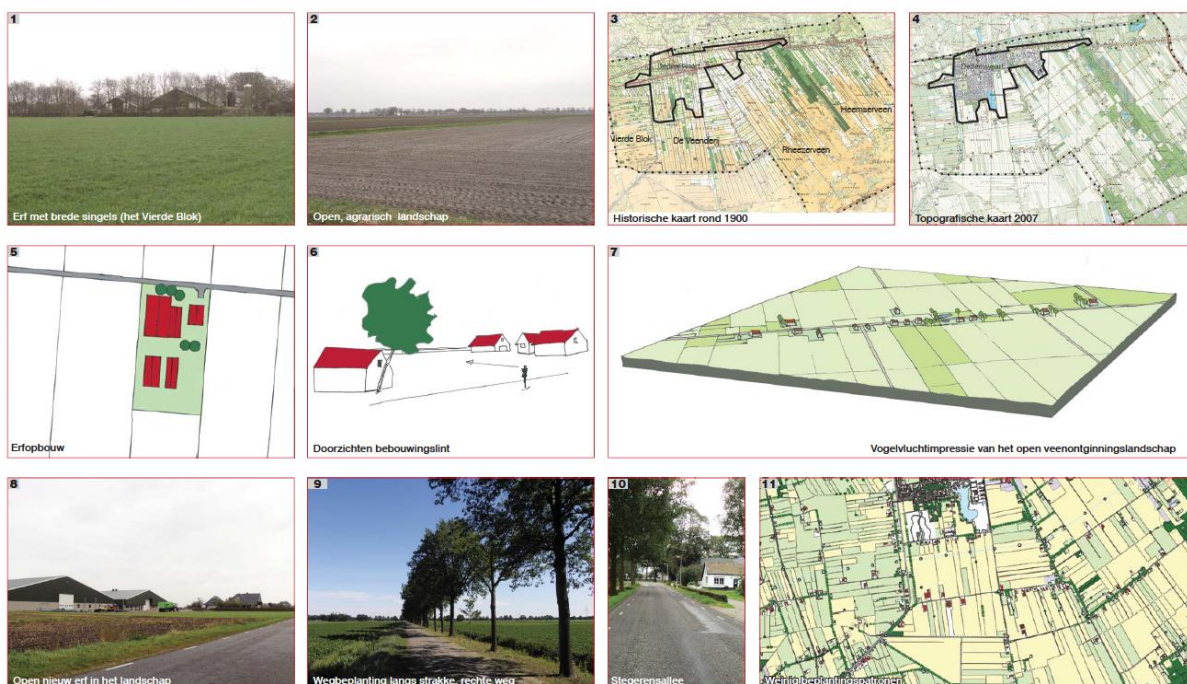 1
Erf met brede singels (het Vierde Blok)
2
Open, agrarisch landschap
3
Vierde Blok
De Veenderij
Rheezerveen
Heemserveen
Historische kaart rond 1900
4
Dedemsvaart
Topografische kaart 2007
5
Erfopbouw
6
Doorzichten bebouwingslint
7
Vogelvluchtimpressie van het open veenontginningslandschap
8
Open nieuw erf in het landschap
9
Wegbeplanting langs strakke, rechte weg
10
Stegerensallee
11
Weinig beplantingspatronen